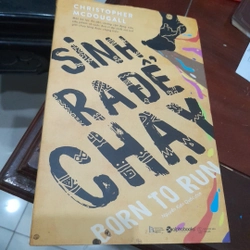 CHRISTOPHER
MCDOUGALL
SINH
RA ĐỂ
CHẠY
BORN TO RUN